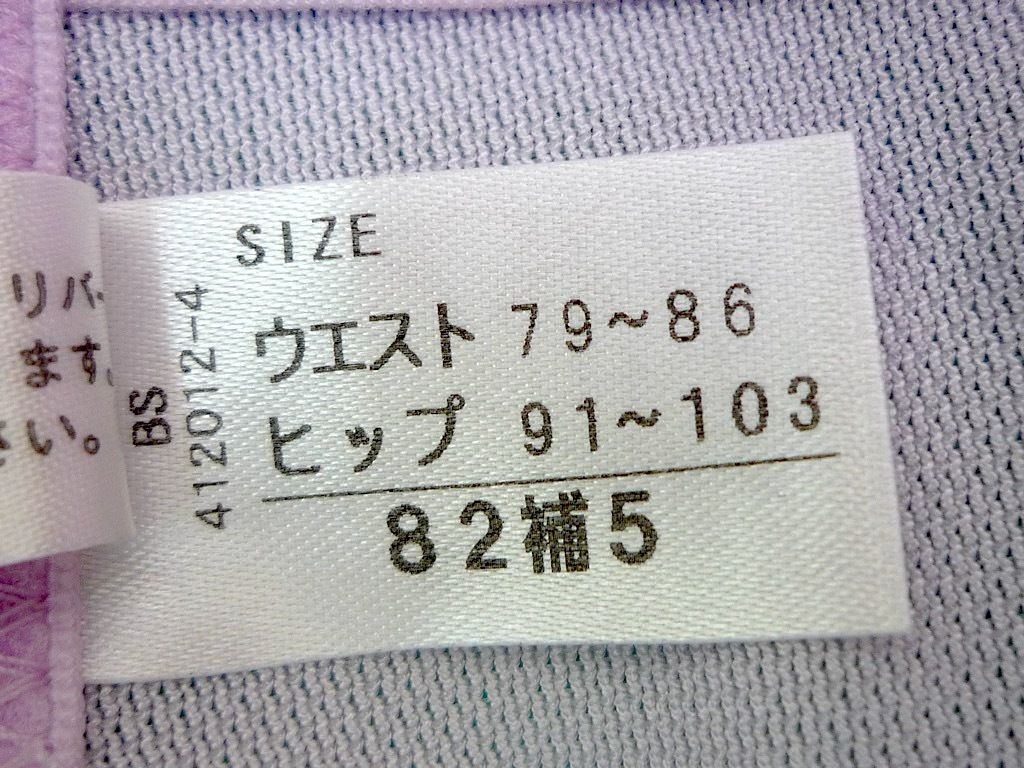 リバ
ます。
い。
BS
412012-4
SIZE
ウエスト 79~86
ヒップ 91~103
82補5